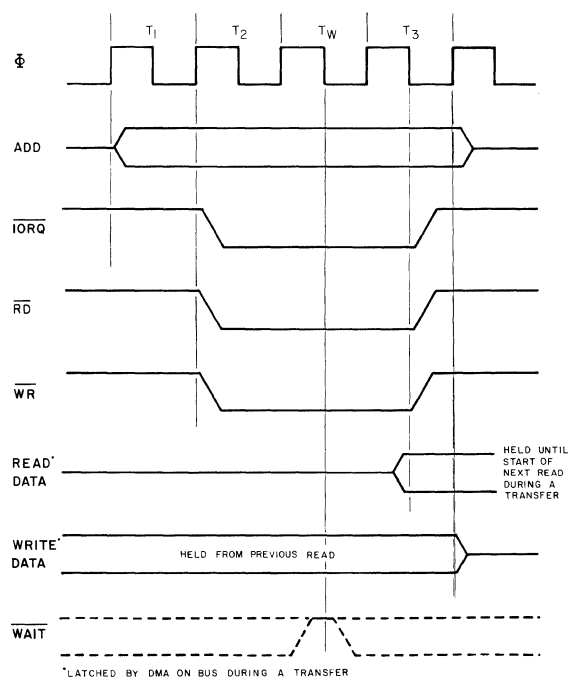 T1 T2 TW T3
Φ
ADD
IORQ
RD
WR
READ*
DATA
HELD UNTIL
START OF
NEXT READ
DURING A
TRANSFER
WRITE*
DATA
HELD FROM PREVIOUS READ
WAIT
*LATCHED BY DMA ON BUS DURING A TRANSFER